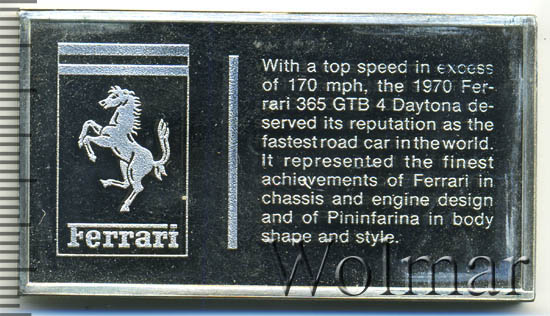 Ferrari
With a top speed in excess
of 170 mph, the 1970 Fer-
rari 365 GTB 4 Daytona de-
served its reputation as the
fastest road car in the world.
It represented the finest
achievements of Ferrari in
chassis and engine design
and of Pininfarina in body
shape and style.
Wolmar